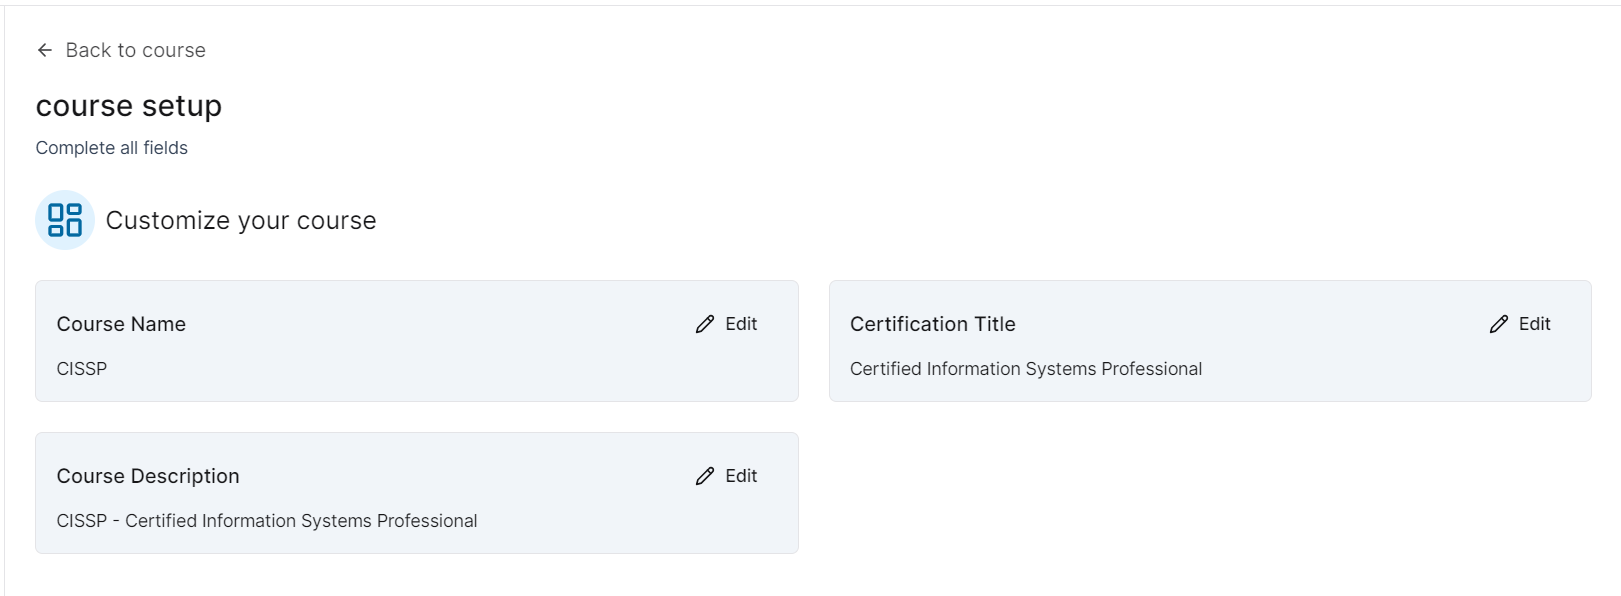 Back to course
course setup
Complete all fields
Customize your course
Course Name
Edit
CISSP
Certification Title
Edit
Certified Information Systems Professional
Course Description
Edit
CISSP - Certified Information Systems Professional